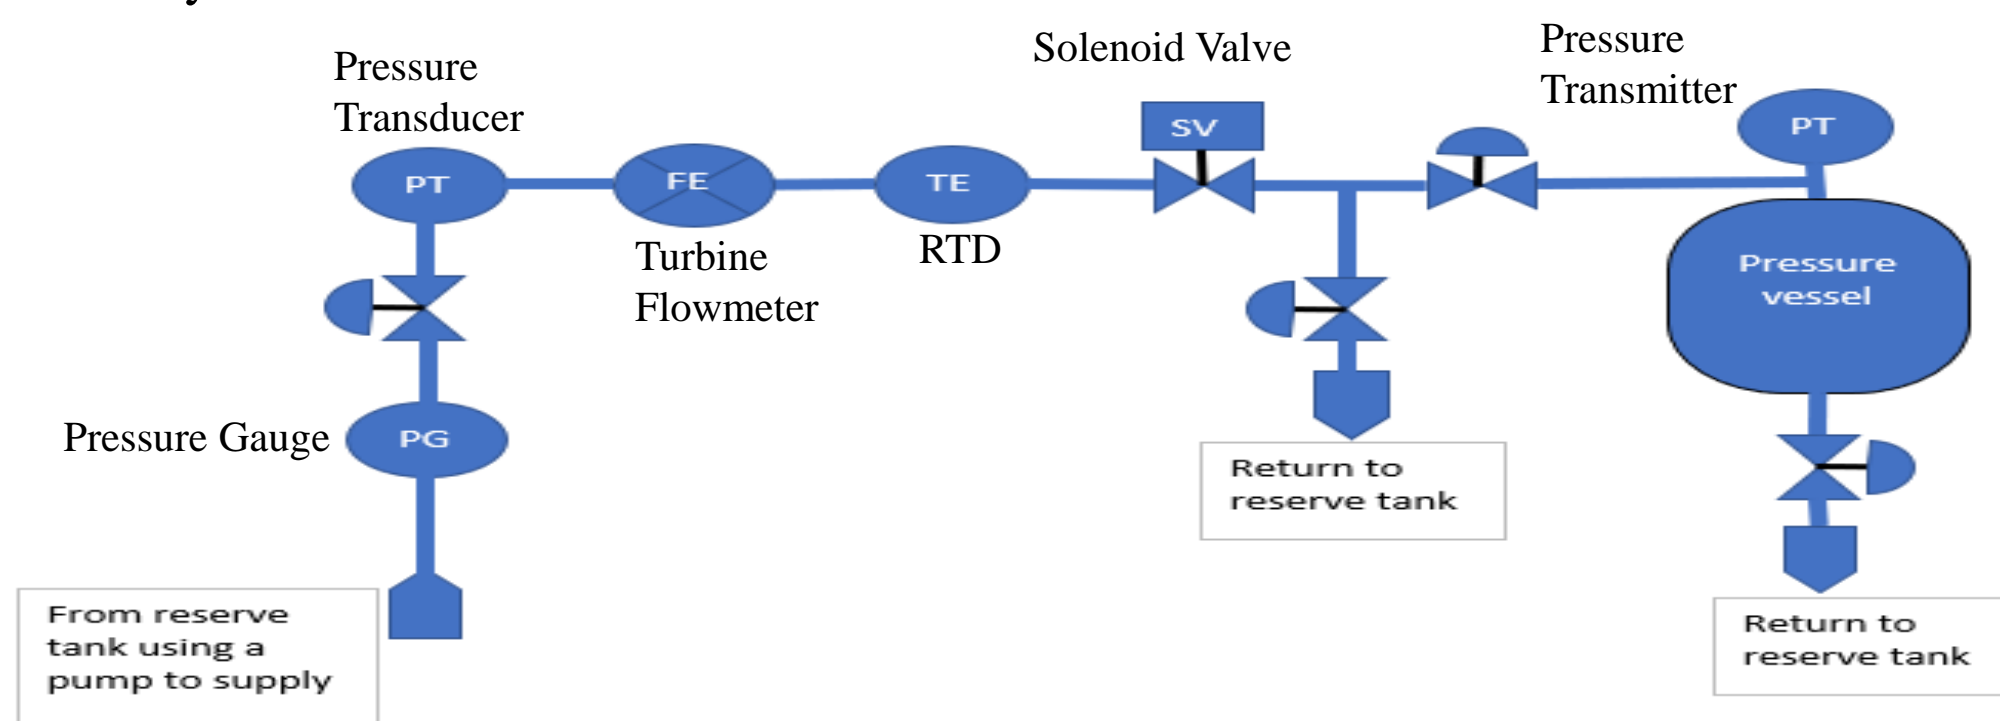 Pressure
Transducer
Solenoid Valve
Pressure
Transmitter
PT
FE
TE
SV
PT
Turbine
Flowmeter
RTD
Pressure
vessel
Pressure Gauge
PG
Return to
reserve tank
From reserve
tank using a
pump to supply
Return to
reserve tank